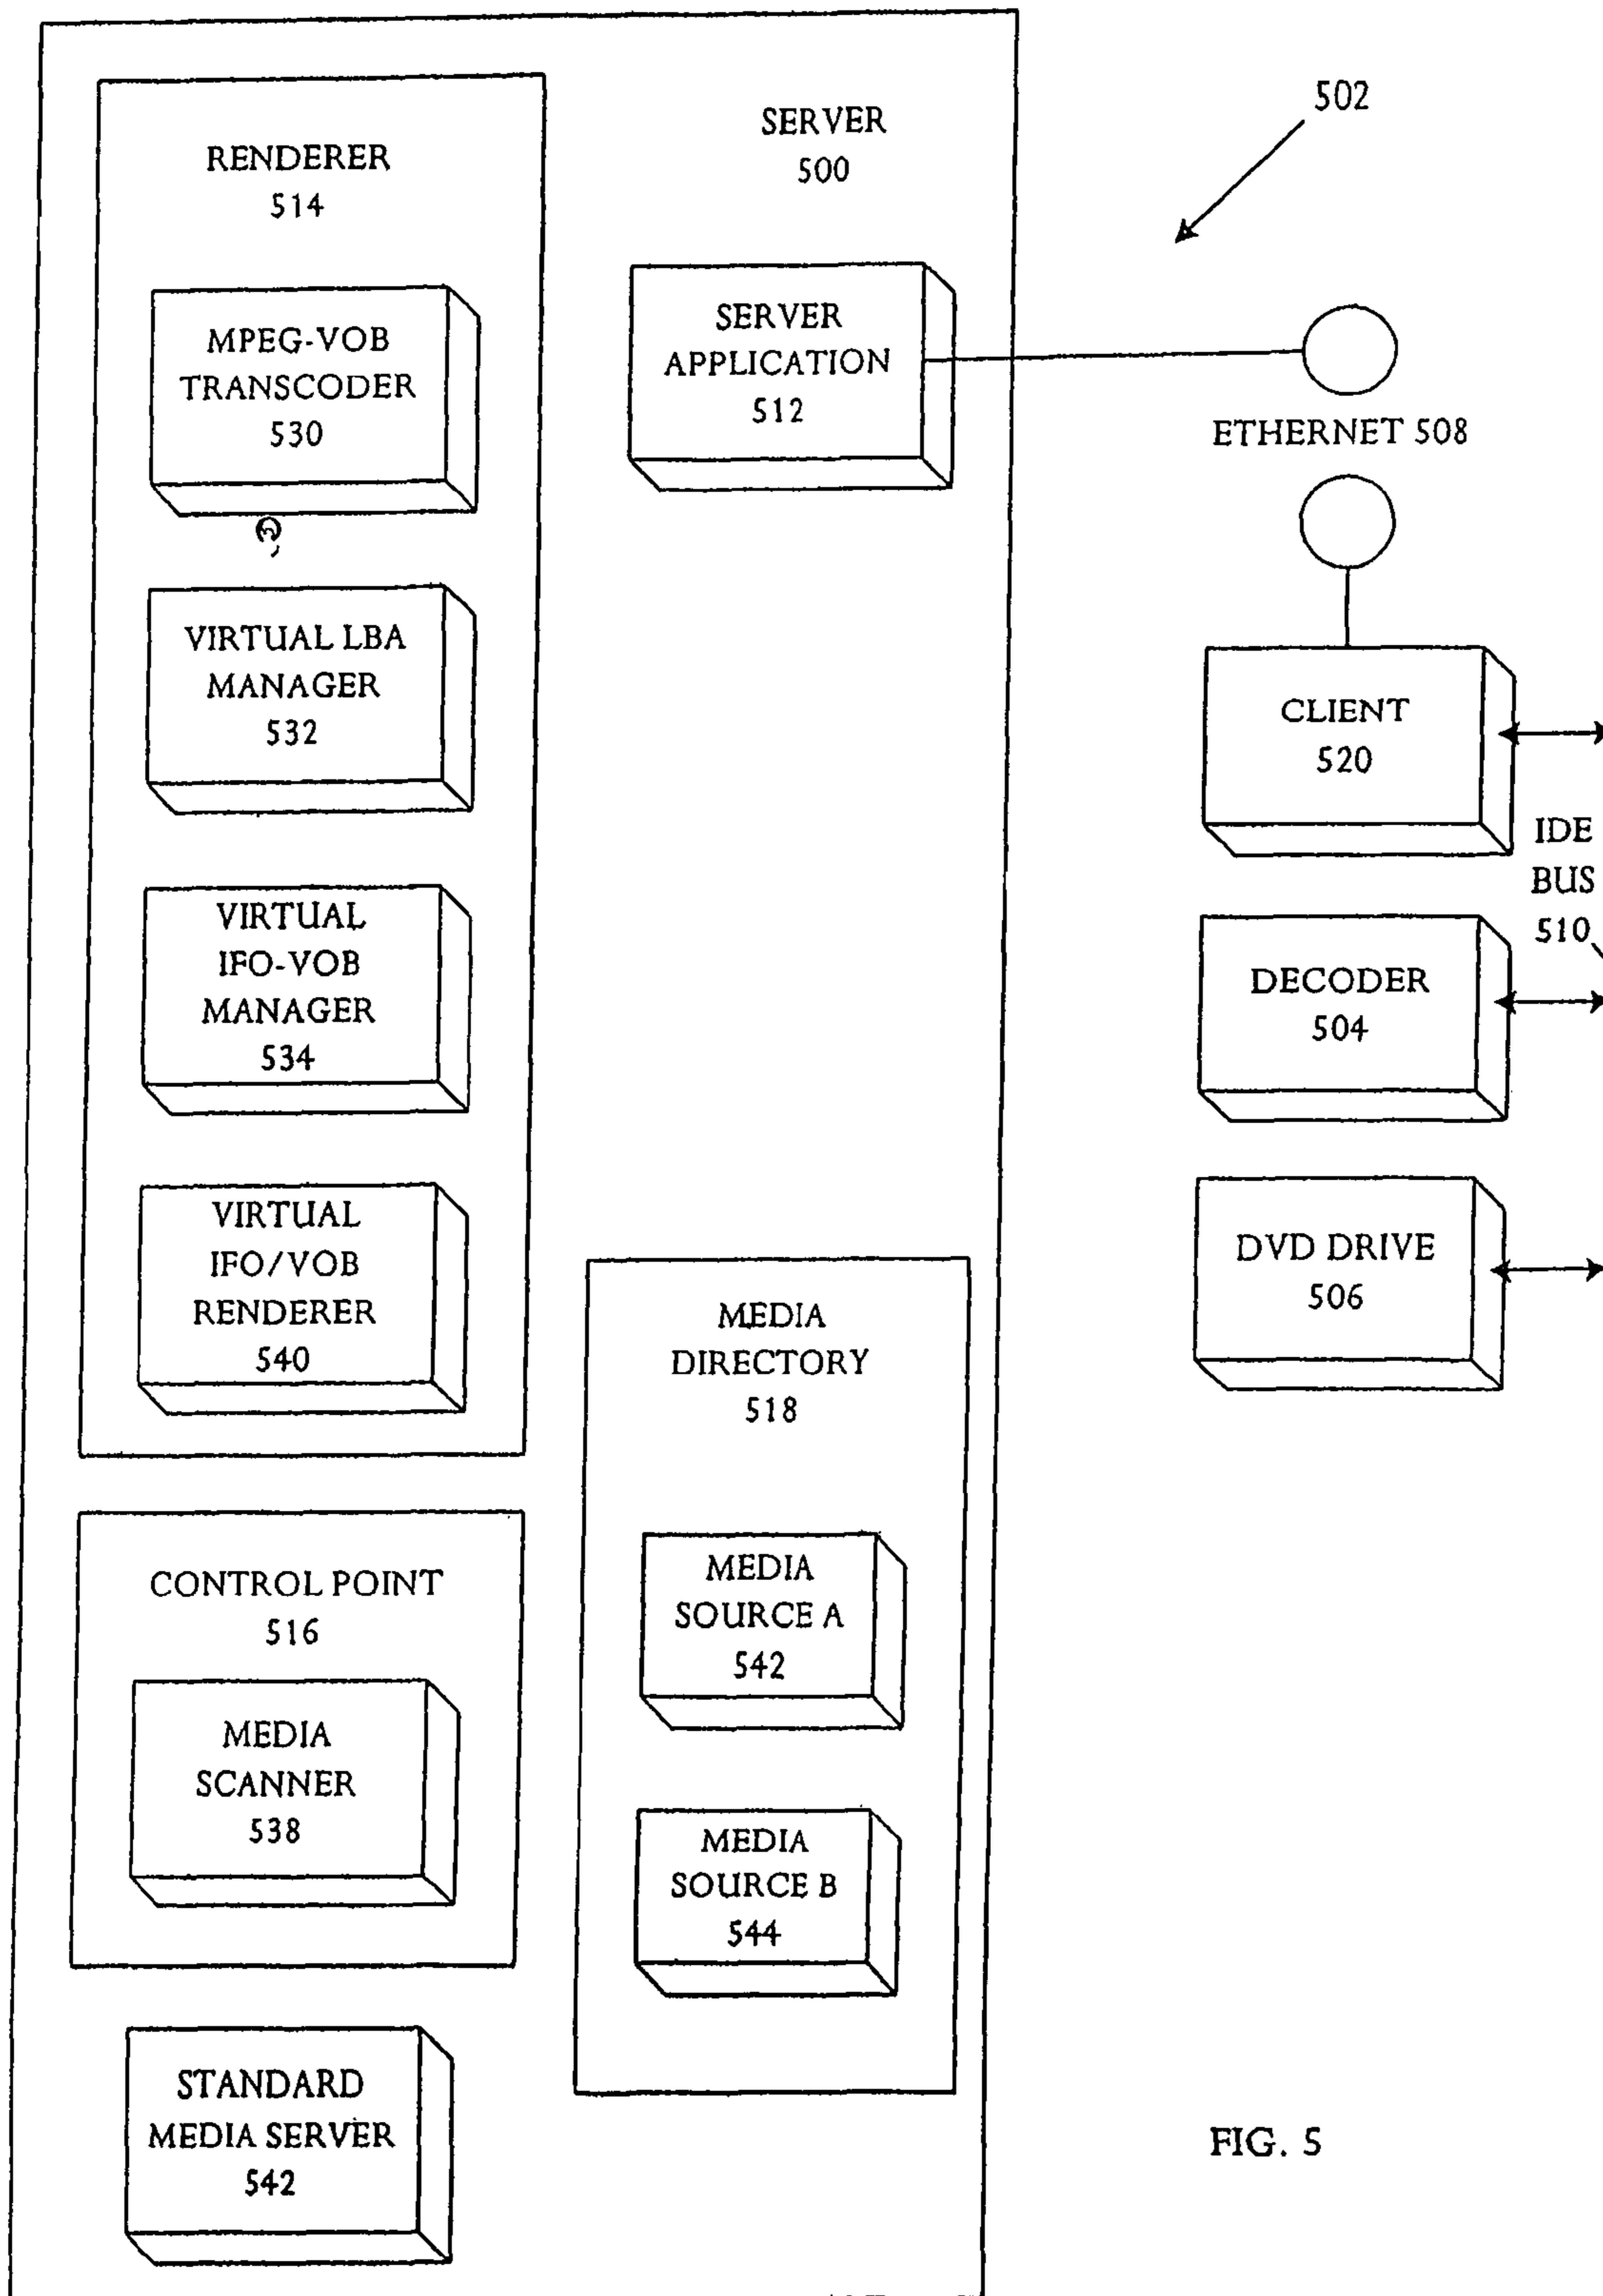 RENDERER
514
MPEG-VOB
TRANSCODER
530
VIRTUAL LBA
MANAGER
532
VIRTUAL
IFO-VOB
MANAGER
534
VIRTUAL
IFO/VOB
RENDERER
540
CONTROL POINT
516
MEDIA
SCANNER
538
STANDARD
MEDIA SERVER
542
SERVER
500
SERVER
APPLICATION
512
MEDIA
DIRECTORY
518
MEDIA
SOURCE A
542
MEDIA
SOURCE B
544
502
ETHERNET 508
CLIENT
520
IDE
BUS
510
DECODER
504
DVD DRIVE
506
FIG. 5